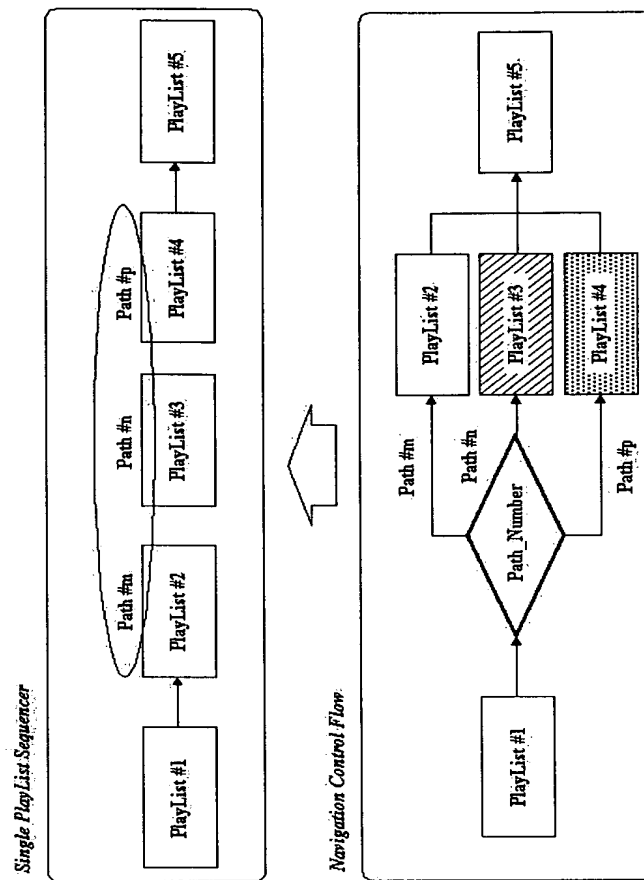 Single PlayList Sequencer
Path #m
Path #n
Path #p
PlayList #1
PlayList #2
PlayList #3
PlayList #4
PlayList #5
Navigation Control Flow
PlayList #1
Path_Number
Path #m
Path #n
Path #p
PlayList #2
PlayList #3
PlayList #4
PlayList #5